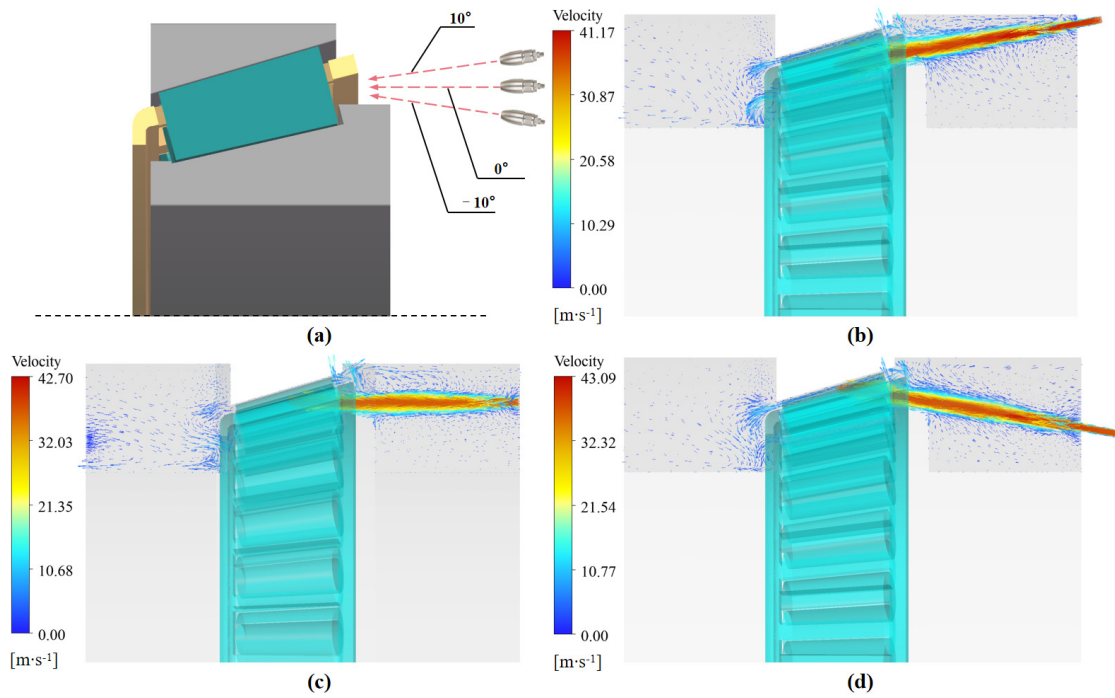 10°
0°
− 10°
(a)
Velocity
41.17
30.87
20.58
10.29
0.00
[m·s⁻¹]
(b)
Velocity
42.70
32.03
21.35
10.68
0.00
[m·s⁻¹]
(c)
Velocity
43.09
32.32
21.54
10.77
0.00
[m·s⁻¹]
(d)